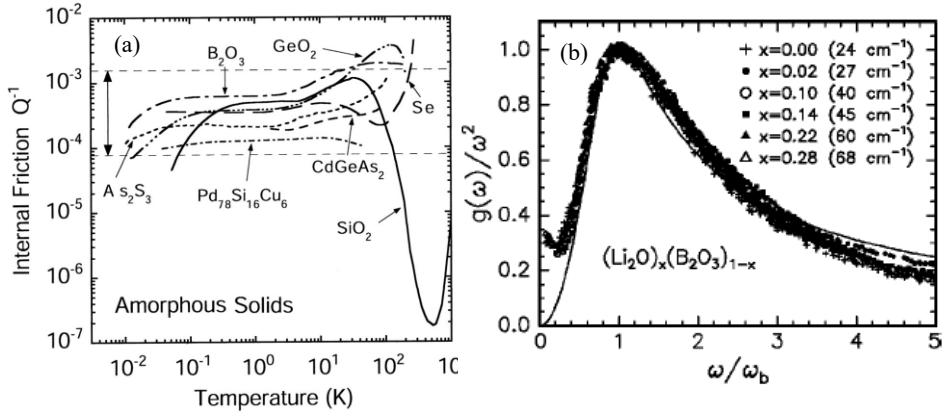 (a)
Internal Friction Q⁻¹
10⁻¹
10⁻²
10⁻³
10⁻⁴
10⁻⁵
10⁻⁶
10⁻⁷
B₂O₃
GeO₂
Se
As₂S₃
CdGeAs₂
Pd₇₈Si₁₆Cu₆
SiO₂
Amorphous Solids
10⁻² 10⁻¹ 10⁰ 10¹ 10² 10
Temperature (K)
(b)
g(ω)/ω²
1.0
0.8
0.6
0.4
0.2
0.0
x=0.00 (24 cm⁻¹)
x=0.02 (27 cm⁻¹)
x=0.10 (40 cm⁻¹)
x=0.14 (45 cm⁻¹)
x=0.22 (60 cm⁻¹)
x=0.28 (68 cm⁻¹)
(Li₂O)ₓ(B₂O₃)₁₋ₓ
0 1 2 3 4 5
ω/ω_b